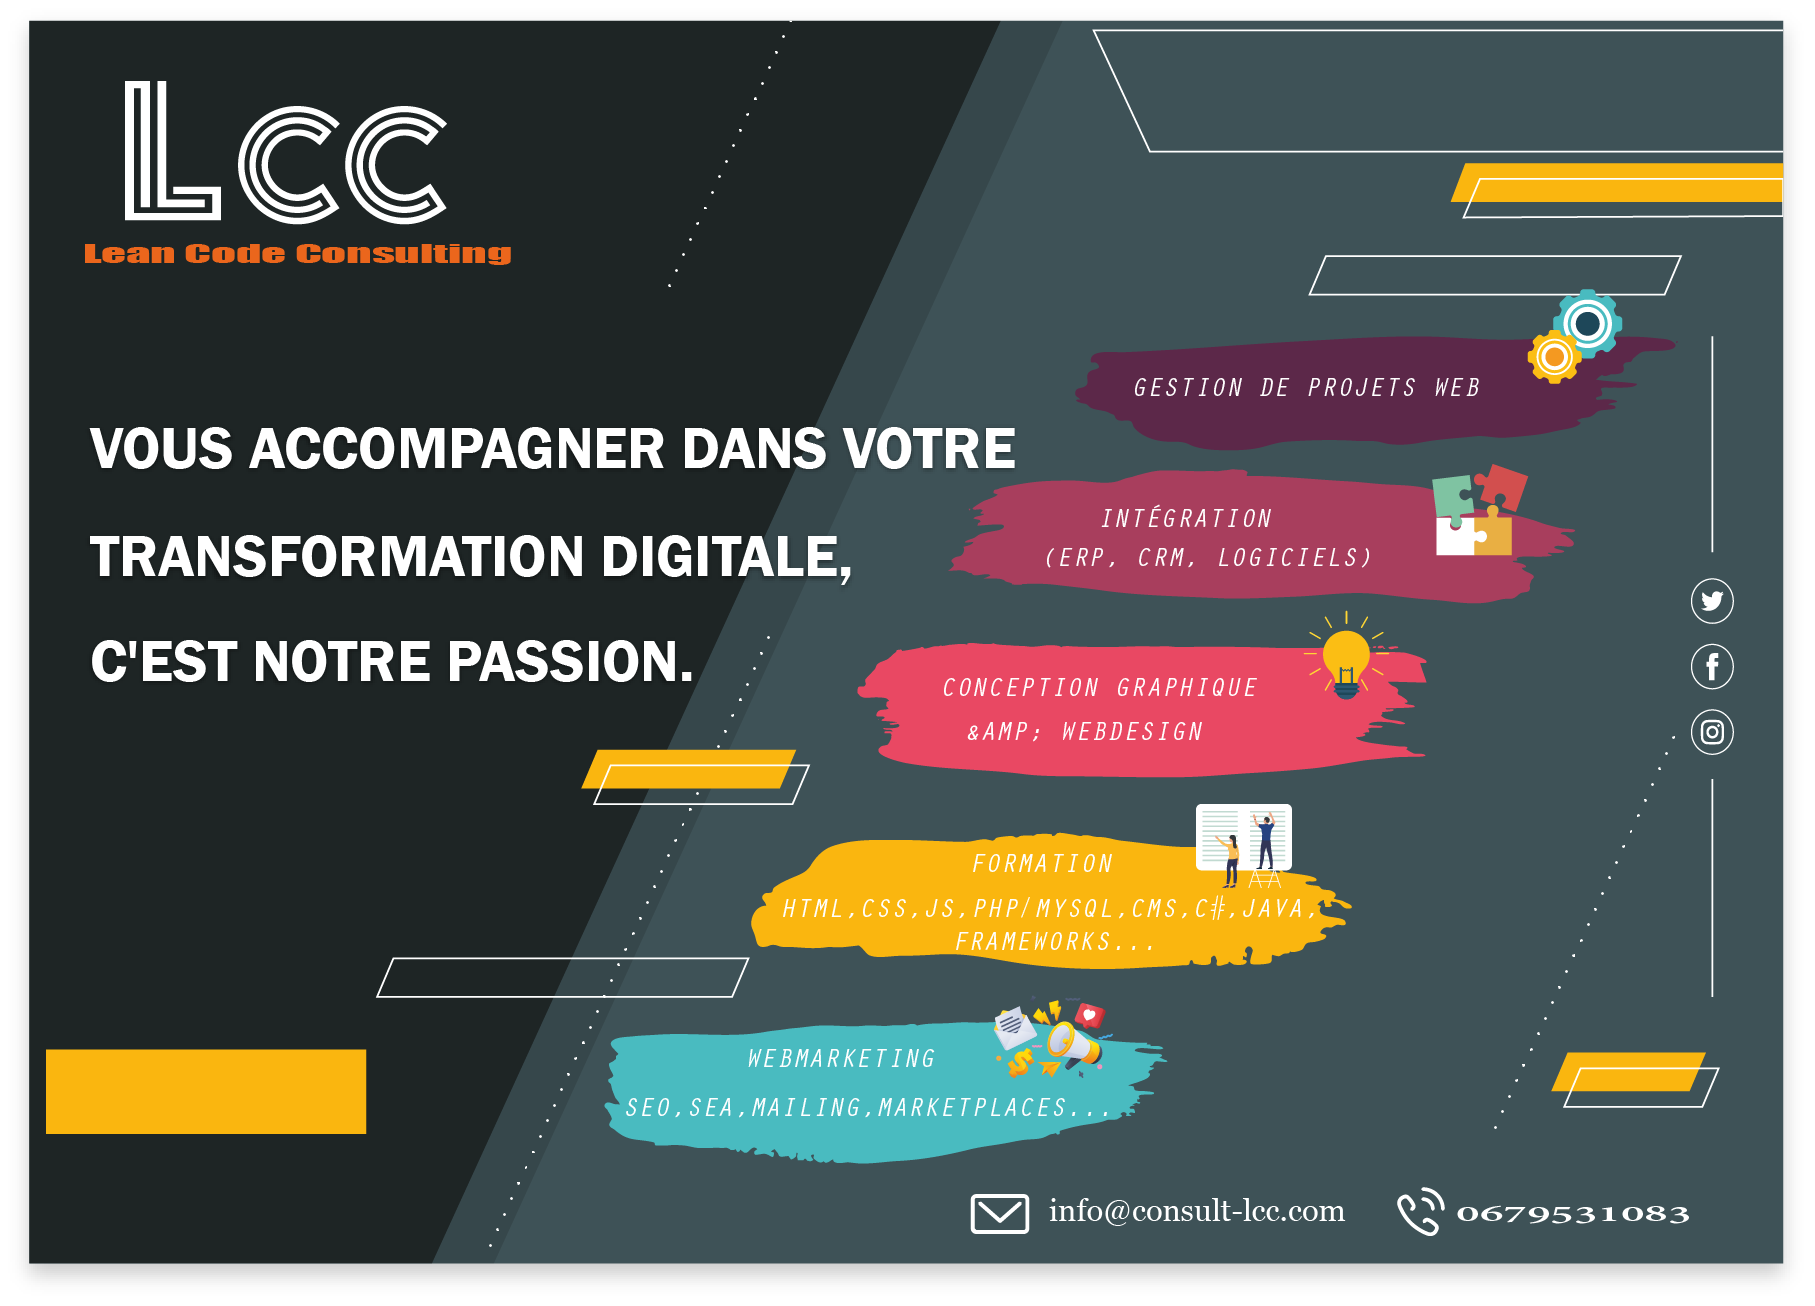 Lcc
Lean Code Consulting
VOUS ACCOMPAGNER DANS VOTRE
TRANSFORMATION DIGITALE,
C'EST NOTRE PASSION.
GESTION DE PROJETS WEB
INTÉGRATION
(ERP, CRM, LOGICIELS)
CONCEPTION GRAPHIQUE
&AMP; WEBDESIGN
FORMATION
HTML,CSS,JS,PHP/MYSQL,CMS,C#,JAVA,
FRAMEWORKS...
WEBMARKETING
SEO,SEA,MAILING,MARKETPLACES...
info@consult-lcc.com
0679531083